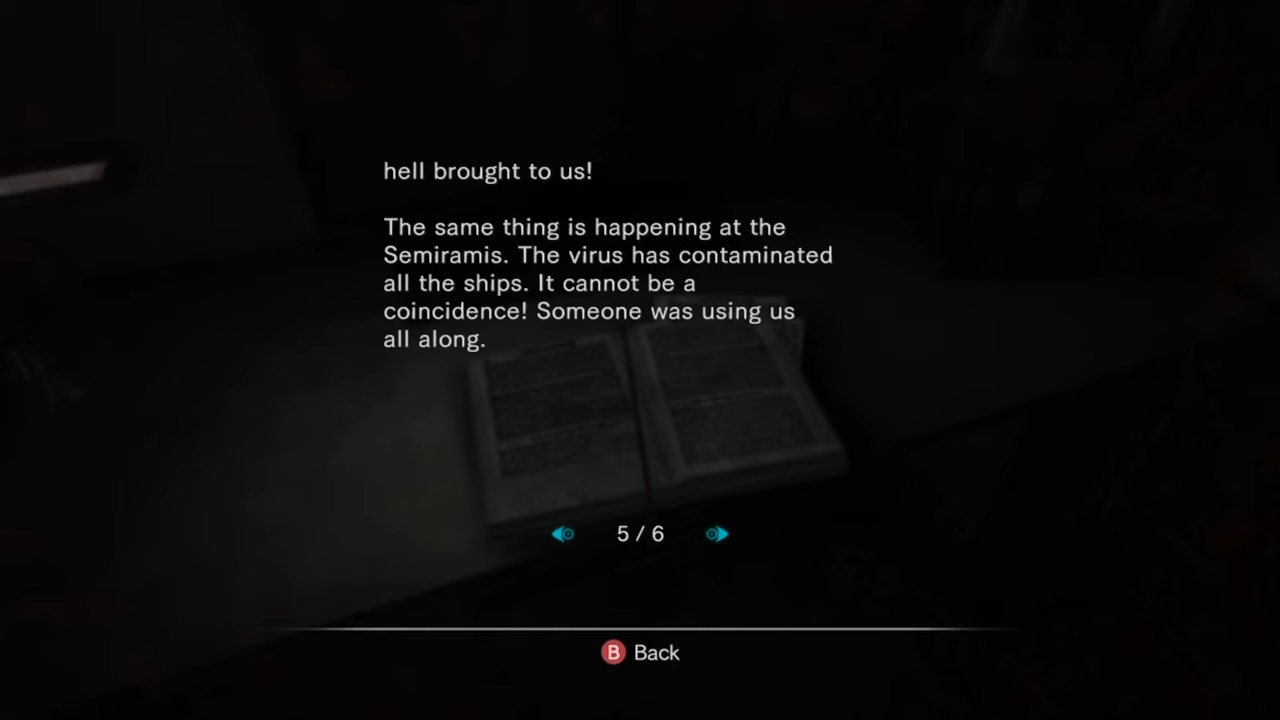 hell brought to us!
The same thing is happening at the
Semiramis. The virus has contaminated
all the ships. It cannot be a
coincidence! Someone was using us
all along.
5 / 6
B Back